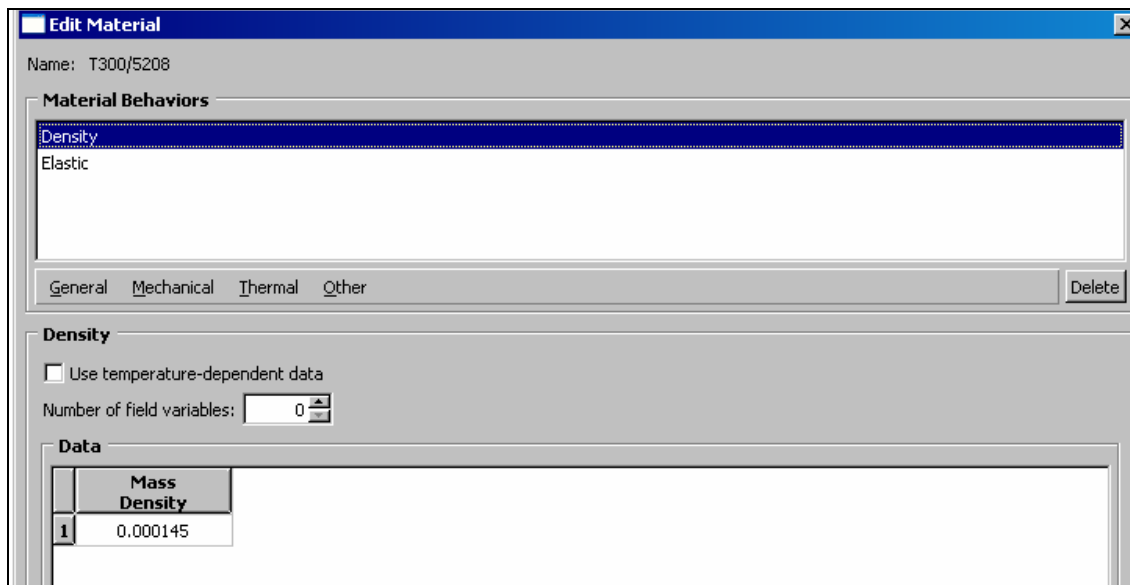 Edit Material
Name: T300/5208
Material Behaviors
Density
Elastic
General Mechanical Thermal Other Delete
Density
Use temperature-dependent data
Number of field variables: 0
Data
Mass
Density
1 0.000145